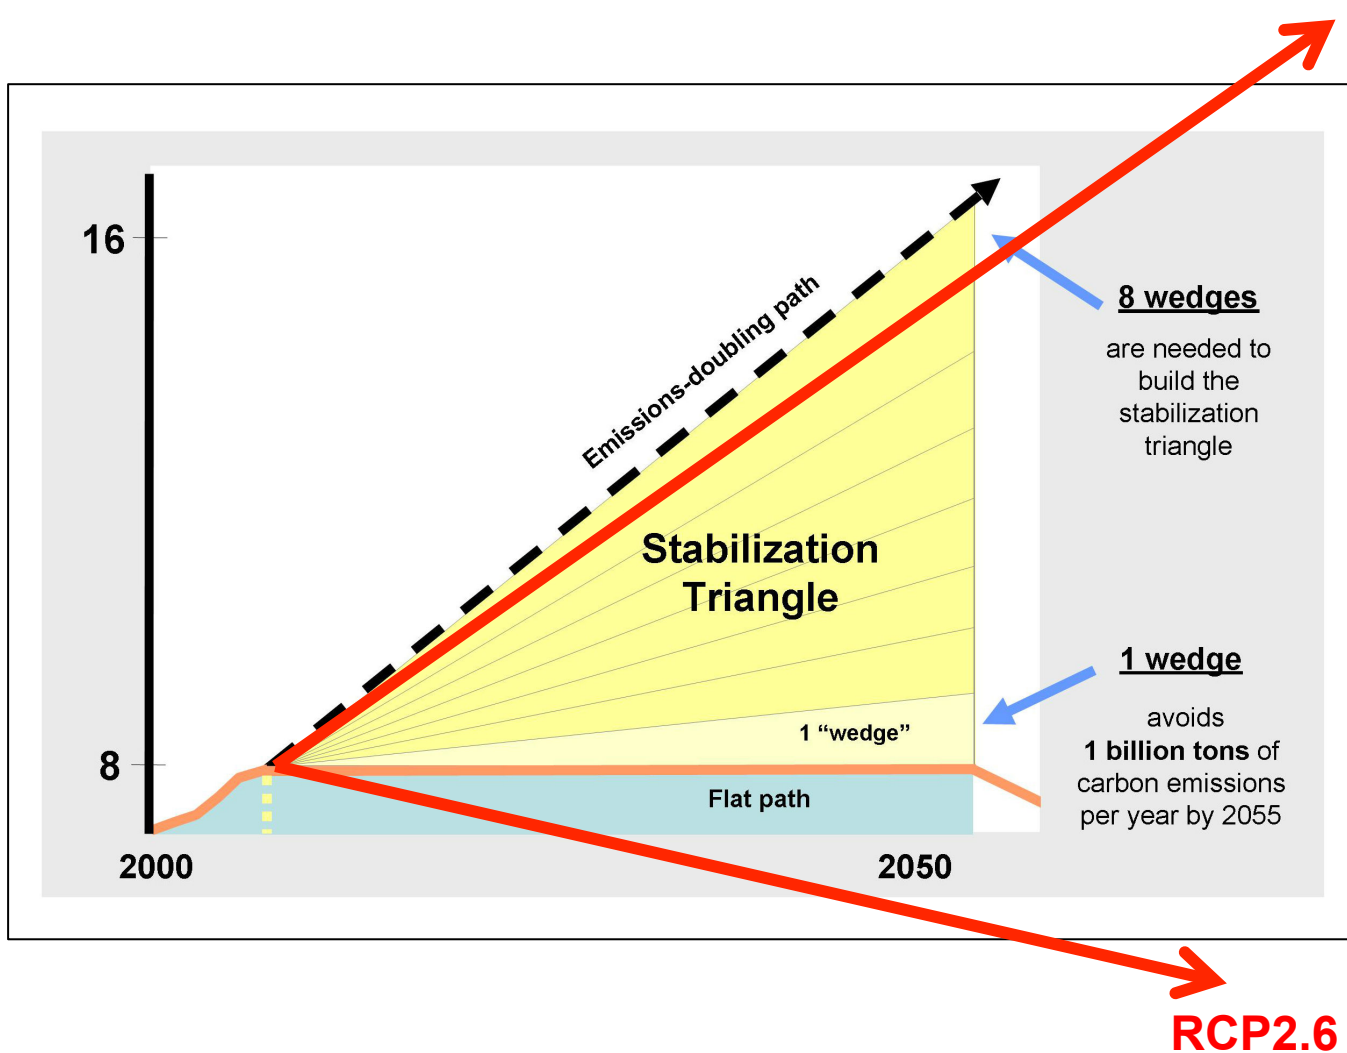 16
Emissions-doubling path
8 wedges
are needed to
build the
stabilization
triangle
Stabilization
Triangle
1 wedge
avoids
1 billion tons of
carbon emissions
per year by 2055
1 “wedge”
8
Flat path
2000
2050
RCP2.6